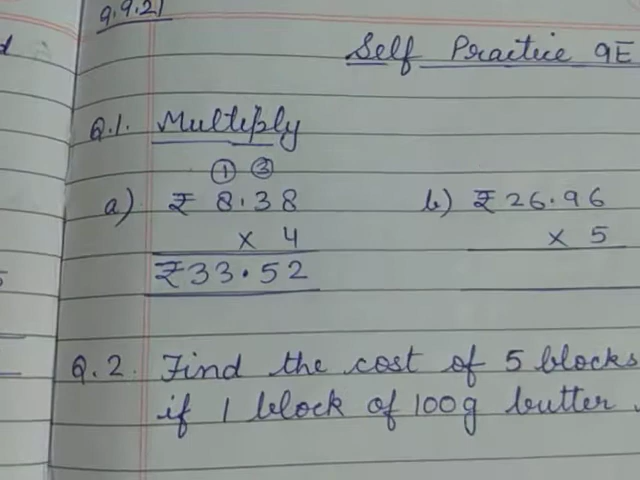 9.9.21
Self Practice 9E
Q.1. Multiply
① ③
a) ₹ 8.38 b) ₹26.96
x 4 x 5
₹33.52
Q.2. Find the cost of 5 blocks
if 1 block of 100g butter